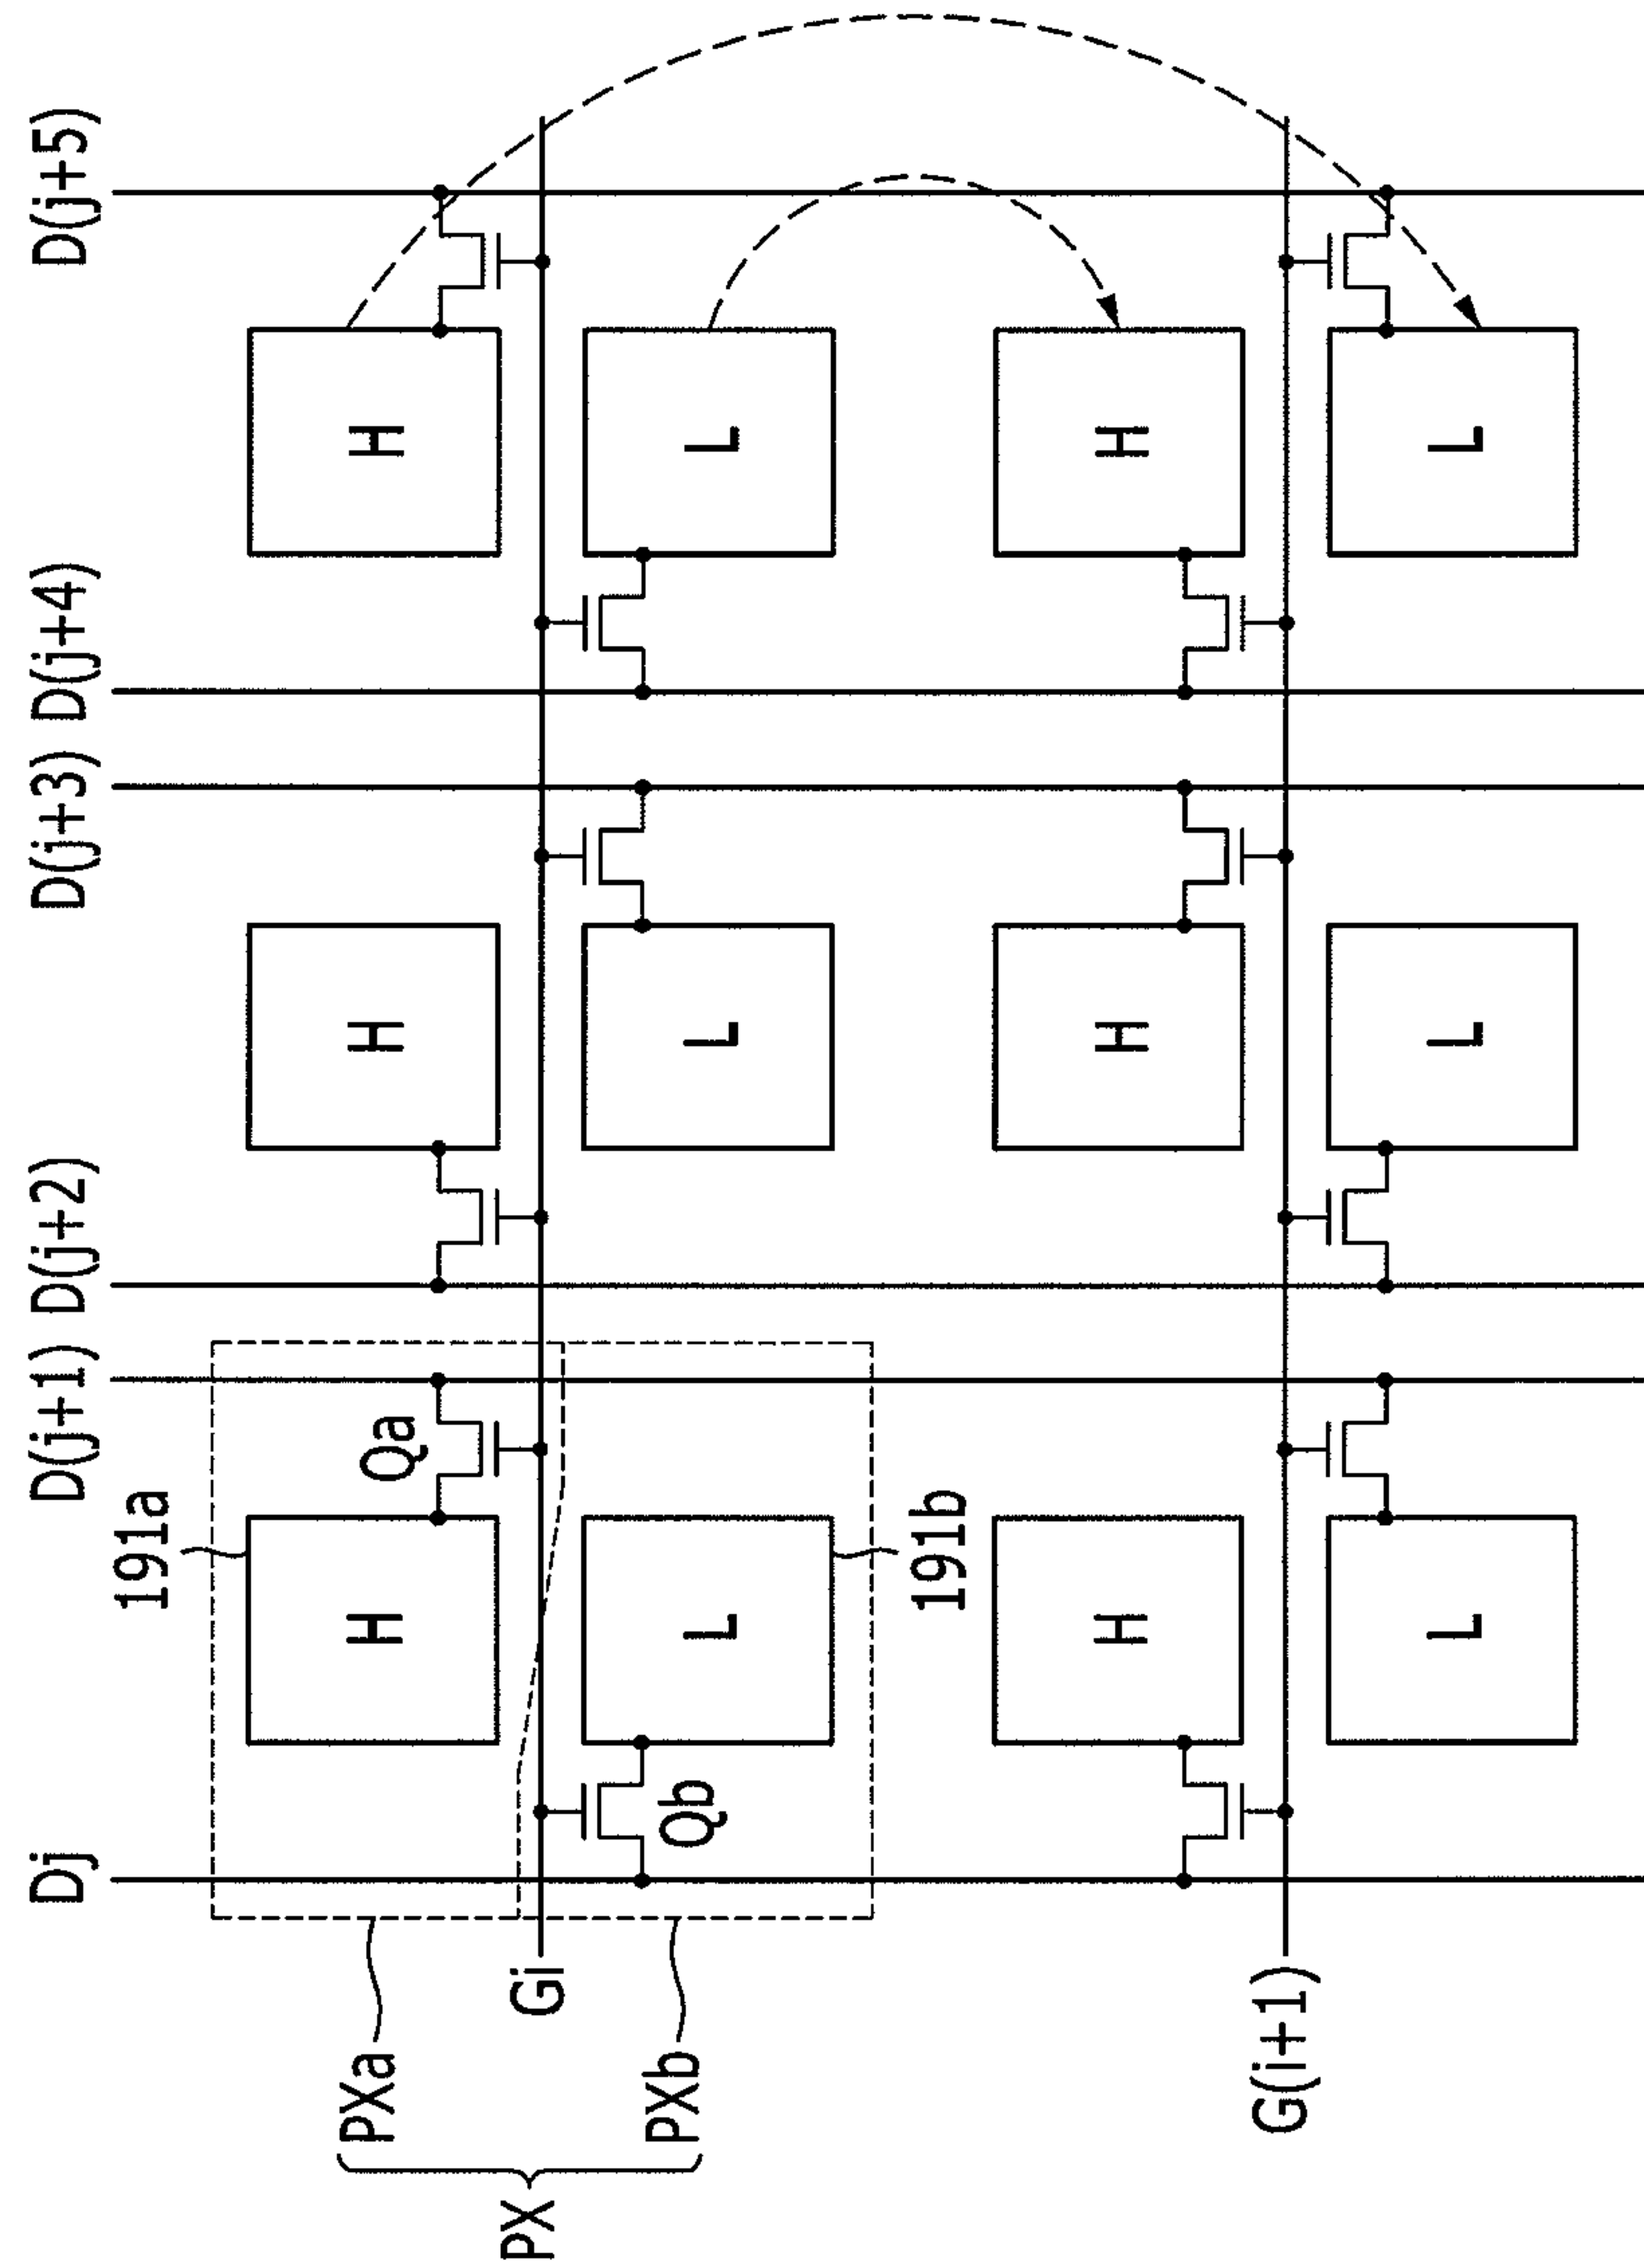 Dj D(j+1) D(j+2) D(j+3) D(j+4) D(j+5)
191a
PXa H Qa H H
PX Gi
PXb Qb L L L
191b
H H H
G(i+1)
L L L